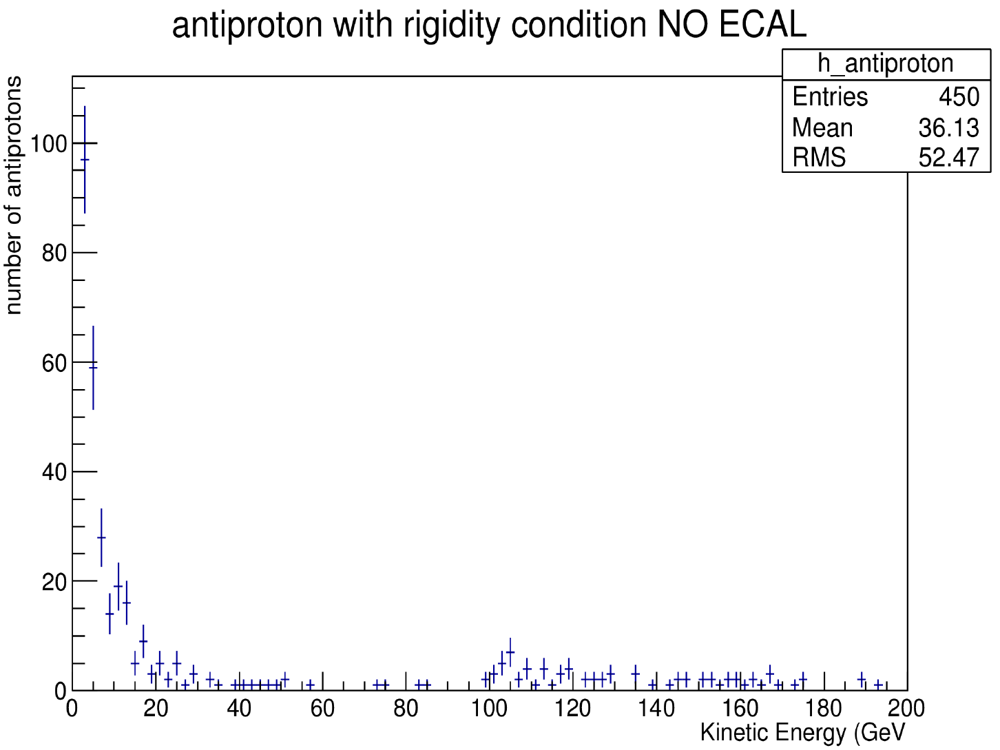 antiproton with rigidity condition NO ECAL
h_antiproton
Entries 450
Mean 36.13
RMS 52.47
number of antiprotons
100
80
60
40
20
0
0 20 40 60 80 100 120 140 160 180 200
Kinetic Energy (GeV